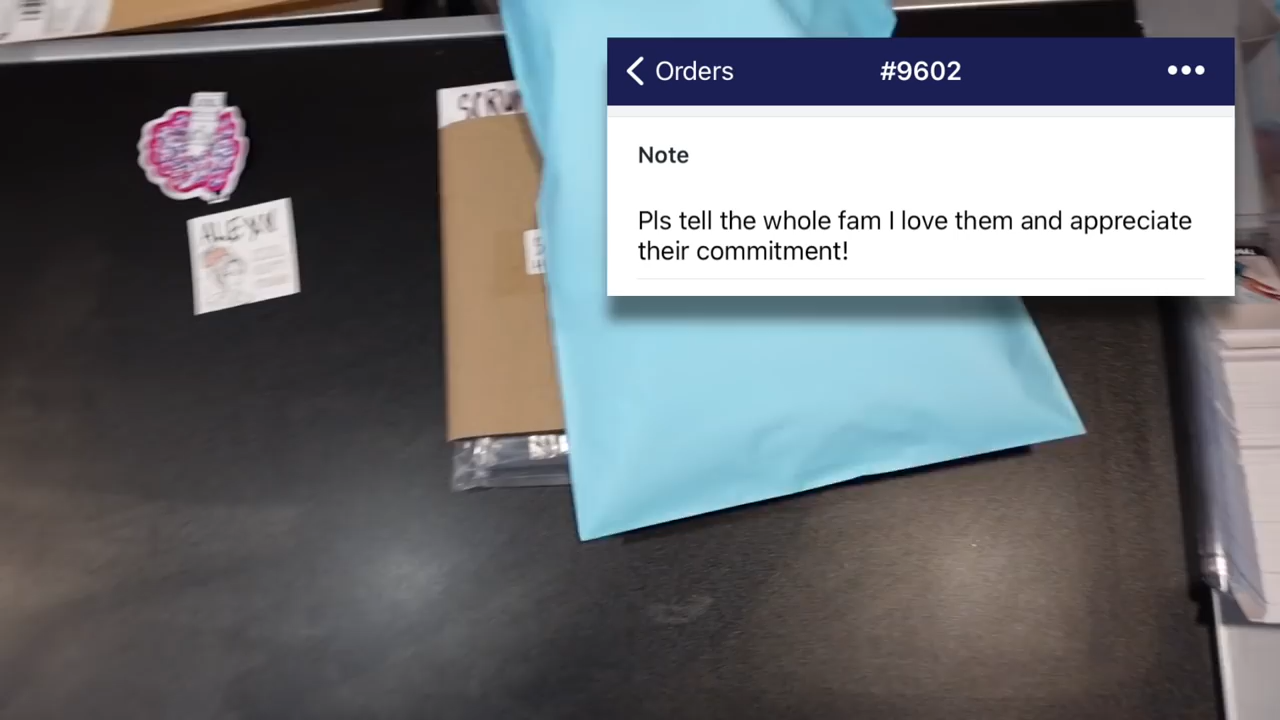 Orders
#9602
Note
Pls tell the whole fam I love them and appreciate
their commitment!